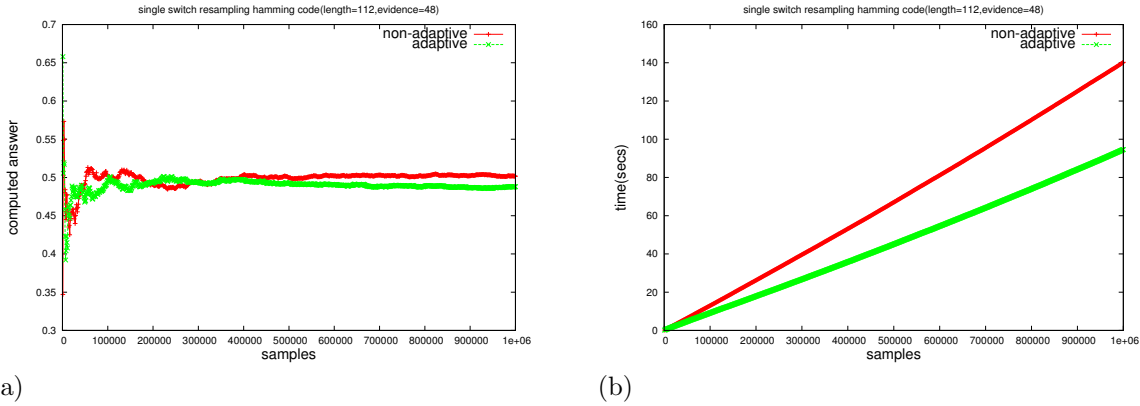 single switch resampling hamming code(length=112,evidence=48)
non-adaptive
adaptive
0.7
0.65
0.6
0.55
0.5
0.45
0.4
0.35
0.3
computed answer
0 100000 200000 300000 400000 500000 600000 700000 800000 900000 1e+06
samples
a)
single switch resampling hamming code(length=112,evidence=48)
non-adaptive
adaptive
160
140
120
100
80
60
40
20
0
time(secs)
0 100000 200000 300000 400000 500000 600000 700000 800000 900000 1e+06
samples
(b)